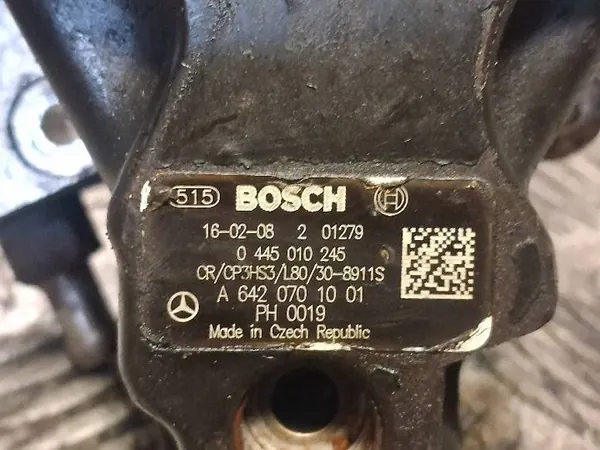 515 BOSCH
16-02-08 2 01279
0 445 010 245
CR/CP3HS3/L80/30-8911S
A 642 070 10 01
PH 0019
Made in Czech Republic